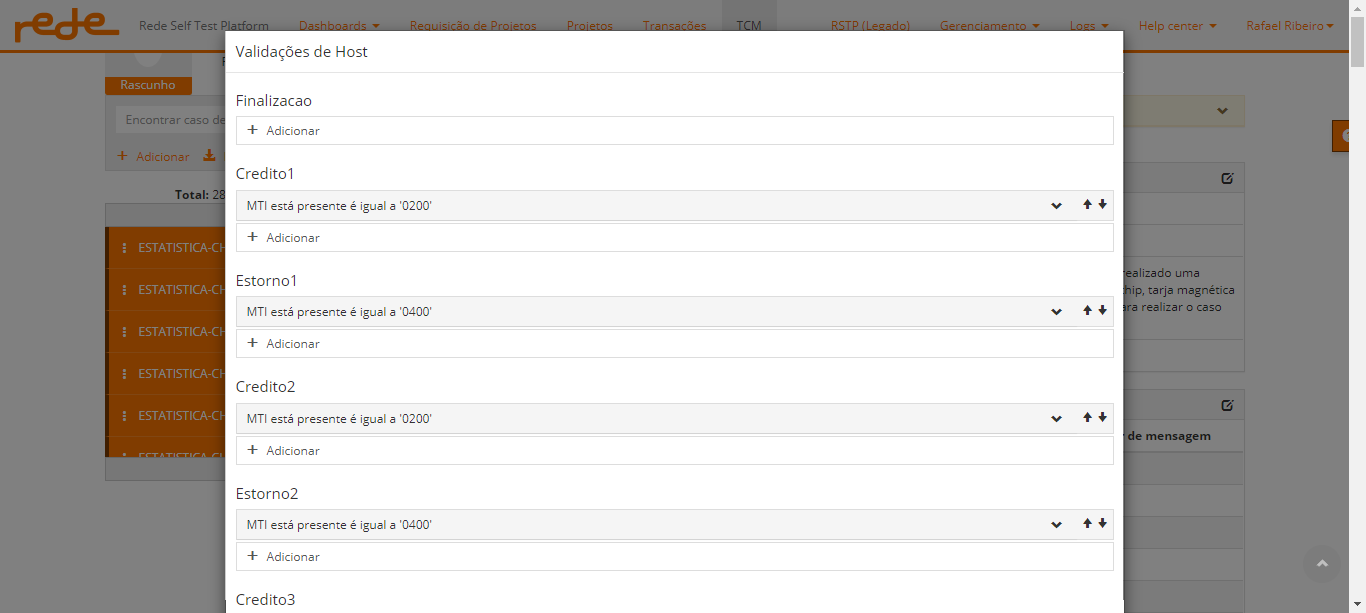 rede
Rede Self Test Platform
Dashboards
Requisição de Projetos
Projetos
Transações
TCM
RSTP (Legado)
Gerenciamento
Logs
Help center
Rafael Ribeiro
Validações de Host
Rascunho
Finalizacao
Encontrar caso de
Adicionar
Adicionar
Credito1
Total: 28
MTI está presente é igual a '0200'
Adicionar
ESTATISTICA-CH
Estorno1
realizado uma
ESTATISTICA-CH
chip, tarja magnética
MTI está presente é igual a '0400'
ara realizar o caso
ESTATISTICA-CH
Adicionar
ESTATISTICA-CH
Credito2
ESTATISTICA-CH
MTI está presente é igual a '0200'
de mensagem
Adicionar
ESTATISTICA-CH
Estorno2
MTI está presente é igual a '0400'
Adicionar
Credito3